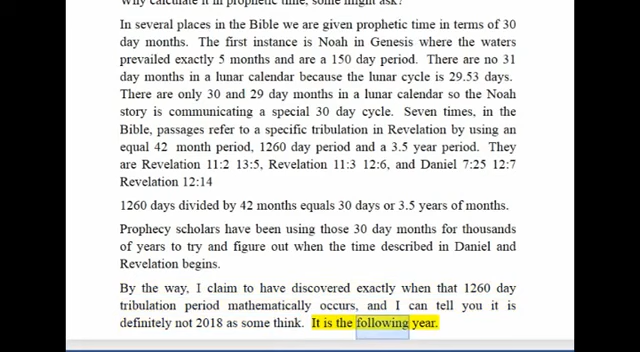 Why calculate it in prophetic time, some might ask?
In several places in the Bible we are given prophetic time in terms of 30
day months. The first instance is Noah in Genesis where the waters
prevailed exactly 5 months and are a 150 day period. There are no 31
day months in a lunar calendar because the lunar cycle is 29.53 days.
There are only 30 and 29 day months in a lunar calendar so the Noah
story is communicating a special 30 day cycle. Seven times, in the
Bible, passages refer to a specific tribulation in Revelation by using an
equal 42 month period, 1260 day period and a 3.5 year period. They
are Revelation 11:2 13:5, Revelation 11:3 12:6, and Daniel 7:25 12:7
Revelation 12:14
1260 days divided by 42 months equals 30 days or 3.5 years of months.
Prophecy scholars have been using those 30 day months for thousands
of years to try and figure out when the time described in Daniel and
Revelation begins.
By the way, I claim to have discovered exactly when that 1260 day
tribulation period mathematically occurs, and I can tell you it is
definitely not 2018 as some think. It is the following year.